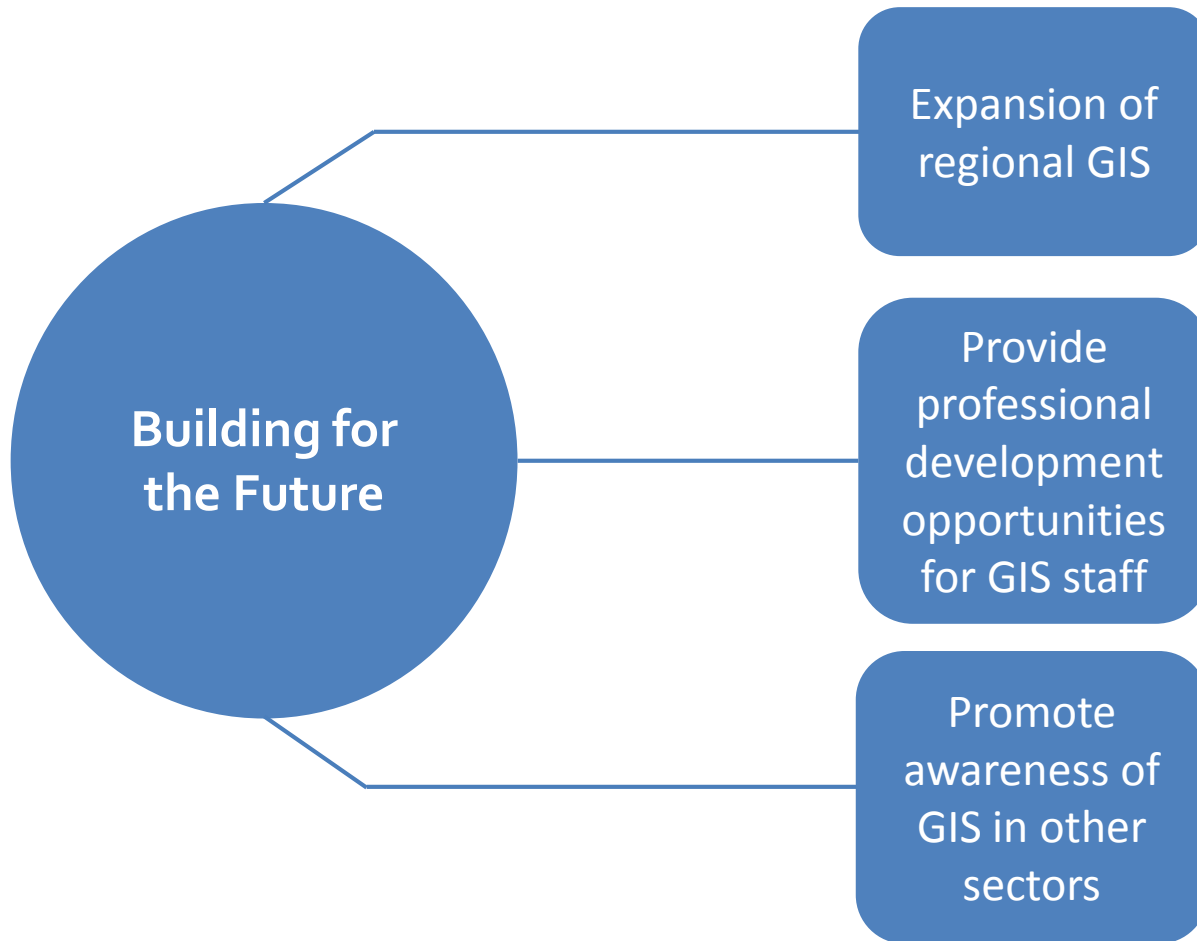 Expansion of
regional GIS
Building for
the Future
Provide
professional
development
opportunities
for GIS staff
Promote
awareness of
GIS in other
sectors